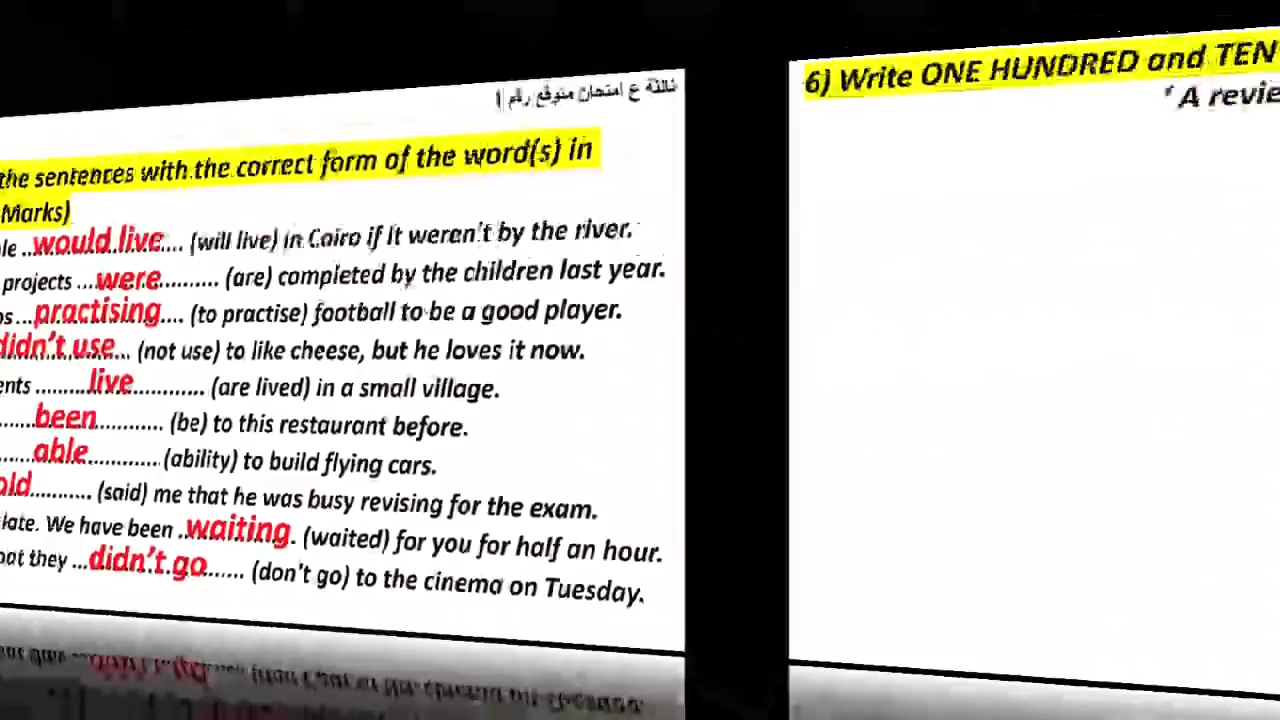 ثالثة ع امتحان متوقع رقم 1
the sentences with the correct form of the word(s) in
Marks)
le ..would live.... (will live) in Cairo if it weren't by the river.
projects ....were.......... (are) completed by the children last year.
os...practising.... (to practise) football to be a good player.
didn't use... (not use) to like cheese, but he loves it now.
ents .........live............. (are lived) in a small village.
......been............. (be) to this restaurant before.
......able............. (ability) to build flying cars.
old........... (said) me that he was busy revising for the exam.
late. We have been ..waiting. (waited) for you for half an hour.
hat they ...didn't go....... (don't go) to the cinema on Tuesday.
6) Write ONE HUNDRED and TEN
' A revie